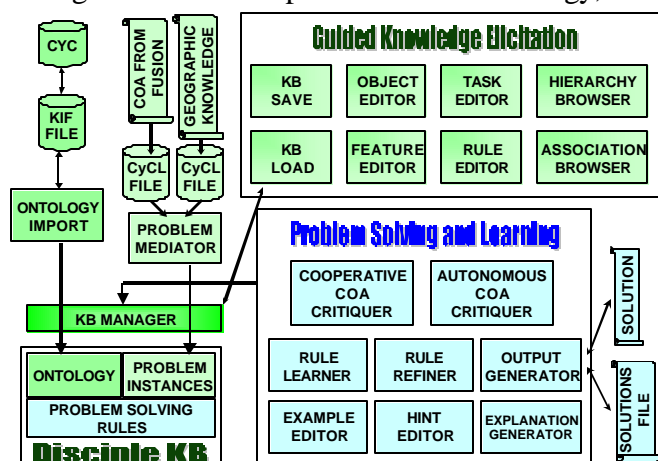 Guided Knowledge Elicitation
KB
SAVE
OBJECT
EDITOR
TASK
EDITOR
HIERARCHY
BROWSER
KB
LOAD
FEATURE
EDITOR
RULE
EDITOR
ASSOCIATION
BROWSER
CYC
KIF
FILE
ONTOLOGY
IMPORT
COA FROM
FUSION
GEOGRAPHIC
KNOWLEDGE
CyCL
FILE
CyCL
FILE
PROBLEM
MEDIATOR
KB MANAGER
ONTOLOGY
PROBLEM
INSTANCES
PROBLEM SOLVING
RULES
Disciple KB
Problem Solving and Learning
COOPERATIVE
COA
CRITIQUER
AUTONOMOUS
COA
CRITIQUER
RULE
LEARNER
RULE
REFINER
OUTPUT
GENERATOR
EXAMPLE
EDITOR
HINT
EDITOR
EXPLANATION
GENERATOR
SOLUTION
SOLUTIONS
FILE